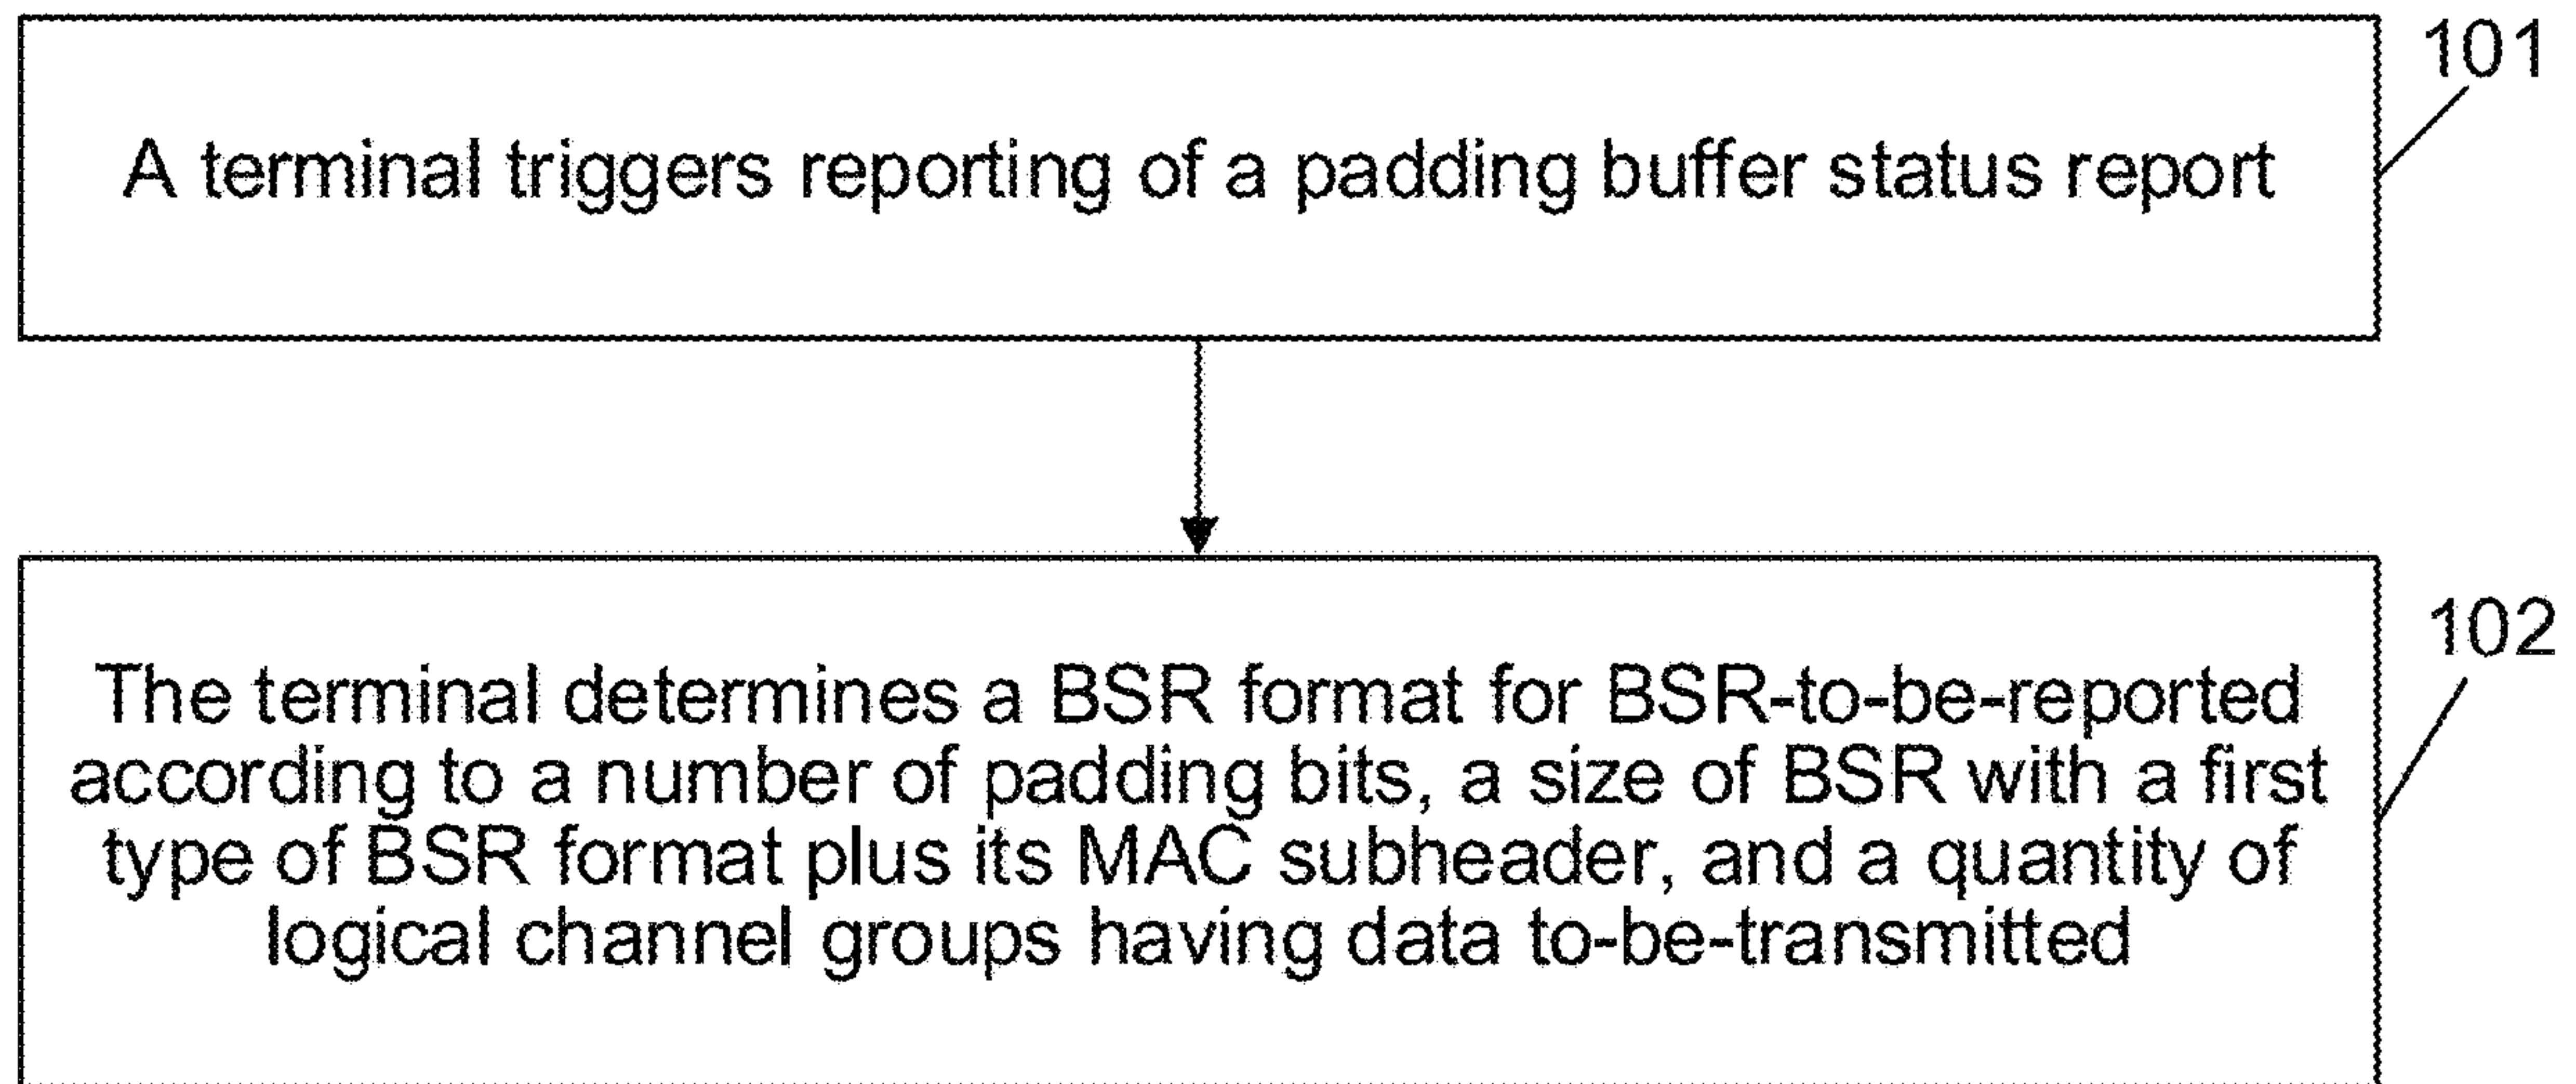 101
A terminal triggers reporting of a padding buffer status report
102
The terminal determines a BSR format for BSR-to-be-reported
according to a number of padding bits, a size of BSR with a first
type of BSR format plus its MAC subheader, and a quantity of
logical channel groups having data to-be-transmitted